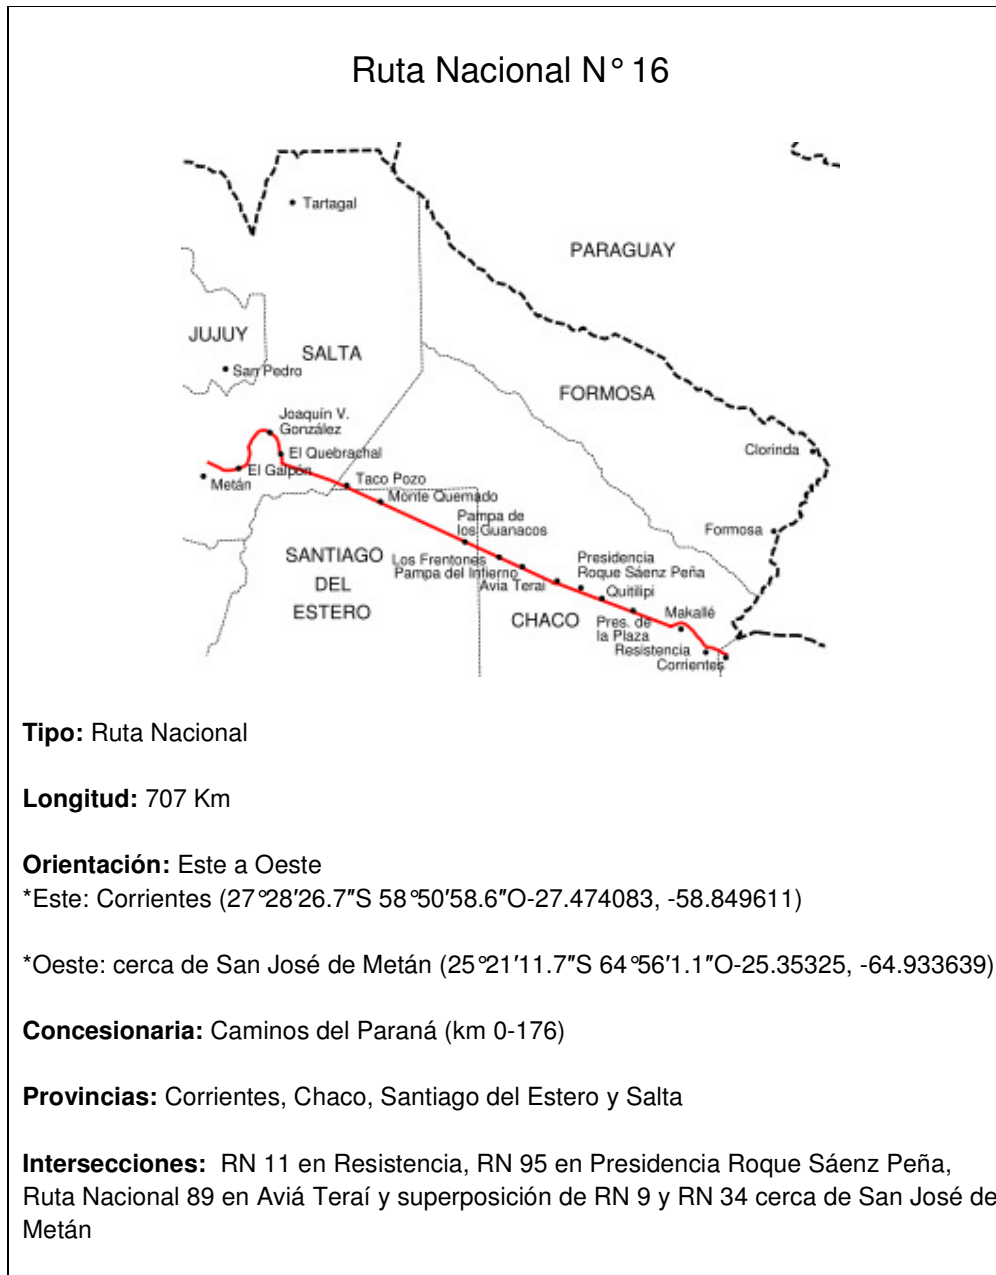 Ruta Nacional N° 16
Tartagal
PARAGUAY
JUJUY
SALTA
San Pedro
FORMOSA
Joaquín V.
González
Clorinda
El Quebrachal
El Galpón
Metán
Taco Pozo
Monte Quemado
Pampa de
los Guanacos
Formosa
SANTIAGO
DEL
ESTERO
Los Frentones
Pampa del Infierno
Avia Terai
Presidencia
Roque Sáenz Peña
Quitilipi
CHACO
Makallé
Pres. de
la Plaza
Resistencia
Corrientes
Tipo: Ruta Nacional
Longitud: 707 Km
Orientación: Este a Oeste
*Este: Corrientes (27°28′26.7″S 58°50′58.6″O-27.474083, -58.849611)
*Oeste: cerca de San José de Metán (25°21′11.7″S 64°56′1.1″O-25.35325, -64.933639)
Concesionaria: Caminos del Paraná (km 0-176)
Provincias: Corrientes, Chaco, Santiago del Estero y Salta
Intersecciones:  RN 11 en Resistencia, RN 95 en Presidencia Roque Sáenz Peña,
Ruta Nacional 89 en Aviá Teraí y superposición de RN 9 y RN 34 cerca de San José de
Metán